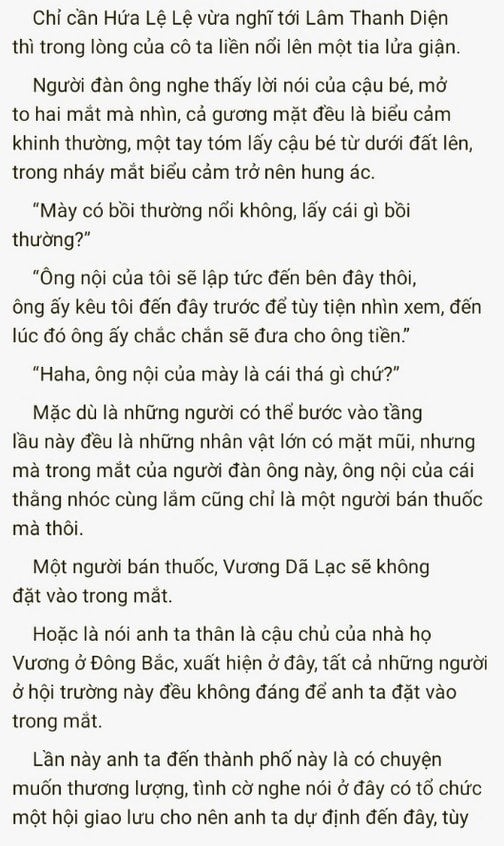 Chỉ cần Hứa Lệ Lệ vừa nghĩ tới Lâm Thanh Diện
thì trong lòng của cô ta liền nổi lên một tia lửa giận.
Người đàn ông nghe thấy lời nói của cậu bé, mở
to hai mắt mà nhìn, cả gương mặt đều là biểu cảm
khinh thường, một tay tóm lấy cậu bé từ dưới đất lên,
trong nháy mắt biểu cảm trở nên hung ác.
“Mày có bồi thường nổi không, lấy cái gì bồi
thường?”
“Ông nội của tôi sẽ lập tức đến bên đây thôi,
ông ấy kêu tôi đến đây trước để tùy tiện nhìn xem, đến
lúc đó ông ấy chắc chắn sẽ đưa cho ông tiền.”
“Haha, ông nội của mày là cái thá gì chứ?”
Mặc dù là những người có thể bước vào tầng
lầu này đều là những nhân vật lớn có mặt mũi, nhưng
mà trong mắt của người đàn ông này, ông nội của cái
thằng nhóc cùng lắm cũng chỉ là một người bán thuốc
mà thôi.
Một người bán thuốc, Vương Dã Lạc sẽ không
đặt vào trong mắt.
Hoặc là nói anh ta thân là cậu chủ của nhà họ
Vương ở Đông Bắc, xuất hiện ở đây, tất cả những người
ở hội trường này đều không đáng để anh ta đặt vào
trong mắt.
Lần này anh ta đến thành phố này là có chuyện
muốn thương lượng, tình cờ nghe nói ở đây có tổ chức
một hội giao lưu cho nên anh ta dự định đến đây, tùy